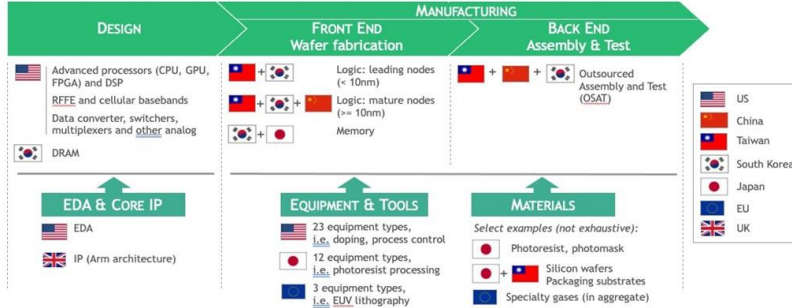 MANUFACTURING
DESIGN
FRONT END
Wafer fabrication
BACK END
Assembly & Test
Advanced processors (CPU, GPU,
FPGA) and DSP
RFFE and cellular basebands
Data converter, switchers,
multiplexers and other analog
DRAM
+
Logic: leading nodes
(< 10nm)
+ +
Logic: mature nodes
(>= 10nm)
+
Memory
+ +
Outsourced
Assembly and Test
(OSAT)
US
China
Taiwan
South Korea
Japan
EU
UK
EDA & CORE IP
EDA
IP (Arm architecture)
EQUIPMENT & TOOLS
23 equipment types,
i.e. doping, process control
12 equipment types,
i.e. photoresist processing
3 equipment types,
i.e. EUV lithography
MATERIALS
Select examples (not exhaustive):
Photoresist, photomask
+
Silicon wafers
Packaging substrates
Specialty gases (in aggregate)